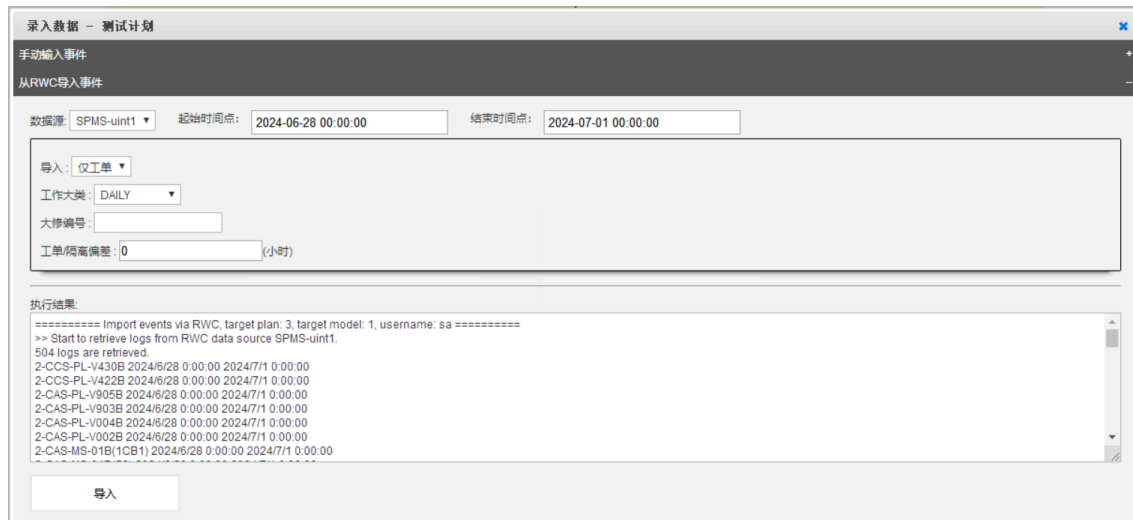 录入数据 - 测试计划
手动输入事件
从RWC导入事件
数据源: SPMS-uint1 起始时间点: 2024-06-28 00:00:00 结束时间点: 2024-07-01 00:00:00
导入: 仅工单
工作大类: DAILY
大修编号:
工单/隔离偏差: 0 (小时)
执行结果:
========== Import events via RWC, target plan: 3, target model: 1, username: sa ==========
>> Start to retrieve logs from RWC data source SPMS-uint1.
504 logs are retrieved.
2-CCS-PL-V430B 2024/6/28 0:00:00 2024/7/1 0:00:00
2-CCS-PL-V422B 2024/6/28 0:00:00 2024/7/1 0:00:00
2-CAS-PL-V905B 2024/6/28 0:00:00 2024/7/1 0:00:00
2-CAS-PL-V903B 2024/6/28 0:00:00 2024/7/1 0:00:00
2-CAS-PL-V004B 2024/6/28 0:00:00 2024/7/1 0:00:00
2-CAS-PL-V002B 2024/6/28 0:00:00 2024/7/1 0:00:00
2-CAS-MS-01B(1CB1) 2024/6/28 0:00:00 2024/7/1 0:00:00
导入